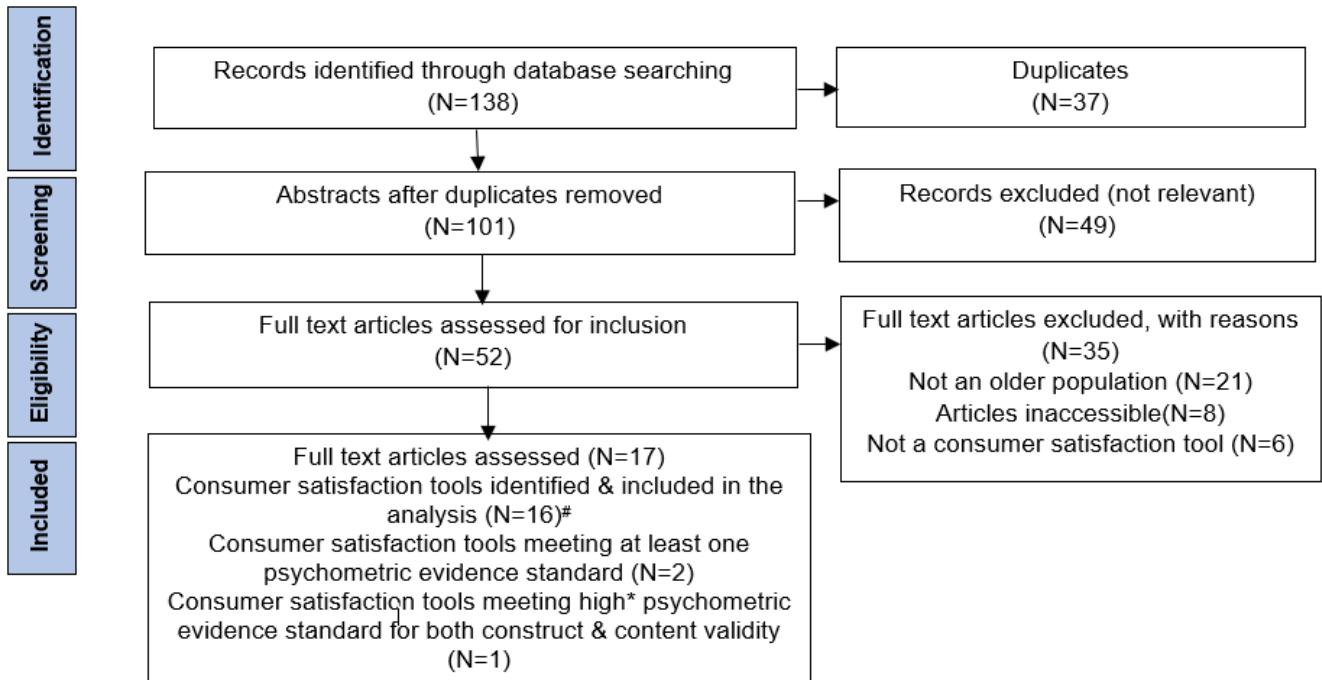 Identification
Records identified through database searching
(N=138)
Duplicates
(N=37)
Screening
Abstracts after duplicates removed
(N=101)
Records excluded (not relevant)
(N=49)
Eligibility
Full text articles assessed for inclusion
(N=52)
Full text articles excluded, with reasons
(N=35)
Not an older population (N=21)
Articles inaccessible(N=8)
Not a consumer satisfaction tool (N=6)
Included
Full text articles assessed (N=17)
Consumer satisfaction tools identified & included in the
analysis (N=16)#
Consumer satisfaction tools meeting at least one
psychometric evidence standard (N=2)
Consumer satisfaction tools meeting high* psychometric
evidence standard for both construct & content validity
(N=1)